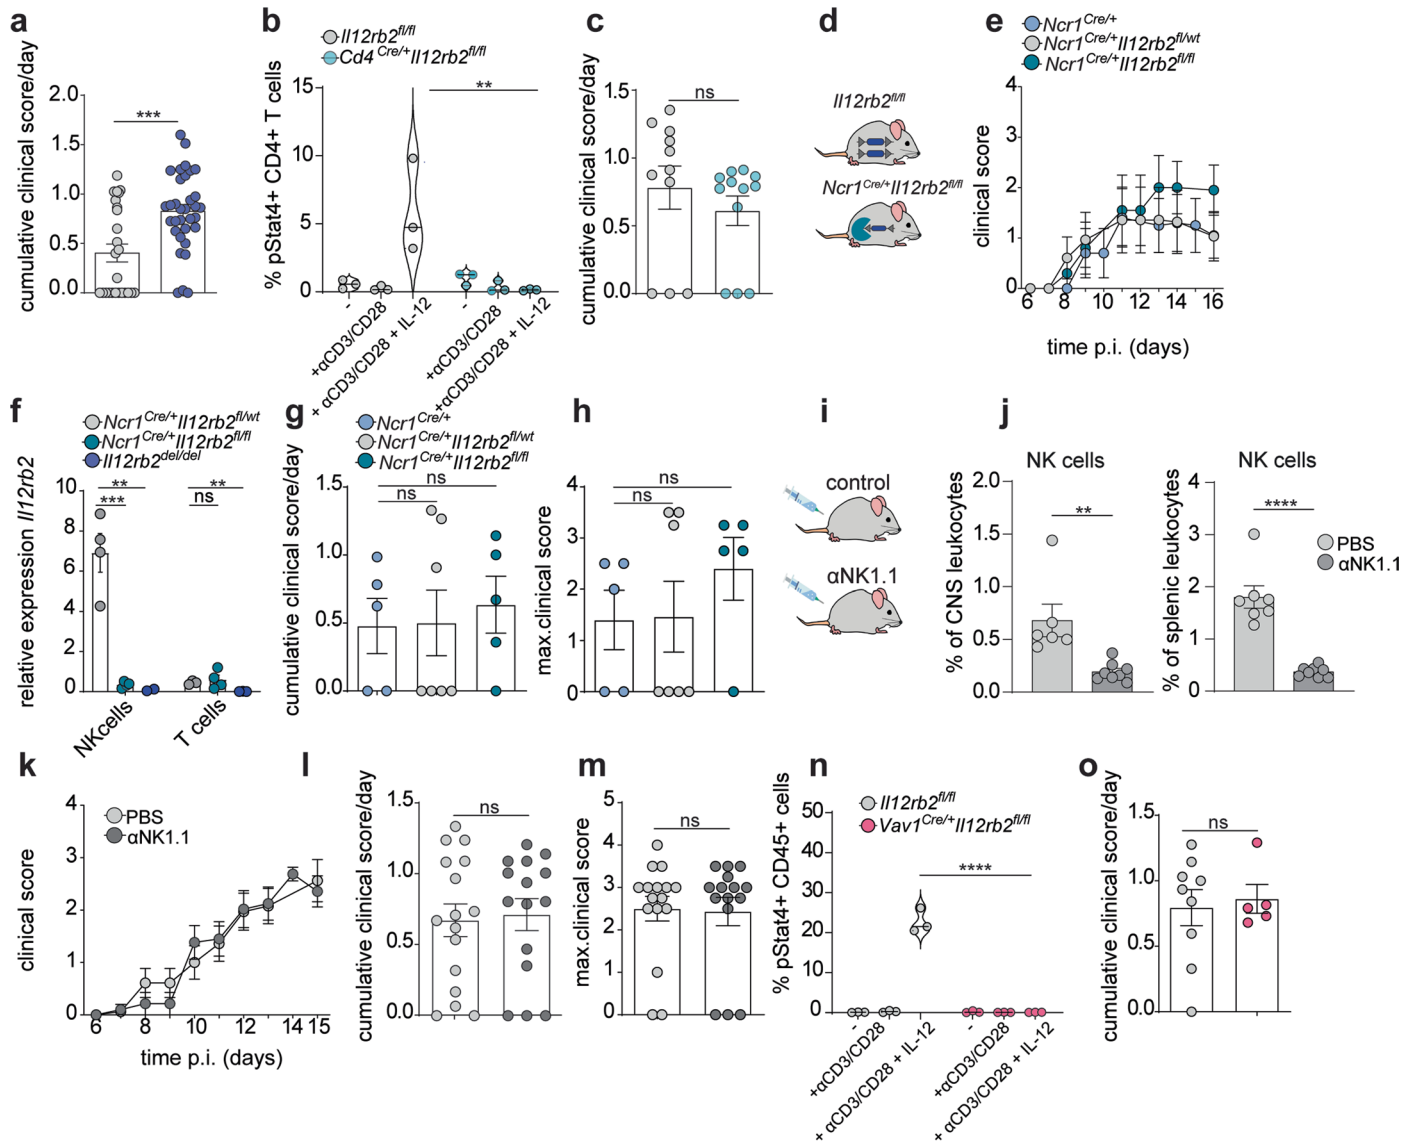 a
cumulative clinical score/day
2.0
1.5
1.0
0.5
0.0
***
b
Il12rb2fl/fl
Cd4Cre/+Il12rb2fl/fl
% pStat4+ CD4+ T cells
15
10
5
0
**
-
+αCD3/CD28
+ αCD3/CD28 + IL-12
-
+αCD3/CD28
+αCD3/CD28 + IL-12
c
cumulative clinical score/day
1.5
1.0
0.5
0.0
ns
d
Il12rb2fl/fl
Ncr1Cre/+Il12rb2fl/fl
e
Ncr1Cre/+
Ncr1Cre/+Il12rb2fl/wt
Ncr1Cre/+Il12rb2fl/fl
clinical score
4
3
2
1
0
6 8 10 12 14 16
time p.i. (days)
f
Ncr1Cre/+Il12rb2fl/wt
Ncr1Cre/+Il12rb2fl/fl
Il12rb2del/del
relative expression Il12rb2
10
8
6
4
2
0
**
***
**
ns
NKcells
T cells
g
Ncr1Cre/+
Ncr1Cre/+Il12rb2fl/wt
Ncr1Cre/+Il12rb2fl/fl
cumulative clinical score/day
1.5
1.0
0.5
0.0
ns
ns
h
max.clinical score
4
3
2
1
0
ns
ns
i
control
αNK1.1
j
NK cells
% of CNS leukocytes
2.0
1.5
1.0
0.5
0.0
**
NK cells
% of splenic leukocytes
4
3
2
1
0
****
PBS
αNK1.1
k
PBS
αNK1.1
clinical score
4
3
2
1
0
6 8 10 12 14 15
time p.i. (days)
l
cumulative clinical score/day
1.5
1.0
0.5
0.0
ns
m
max.clinical score
5
4
3
2
1
0
ns
n
Il12rb2fl/fl
Vav1Cre/+Il12rb2fl/fl
% pStat4+ CD45+ cells
50
40
30
20
10
0
****
-
+αCD3/CD28
+ αCD3/CD28 + IL-12
-
+αCD3/CD28
+ αCD3/CD28 + IL-12
o
cumulative clinical score/day
1.5
1.0
0.5
0.0
ns